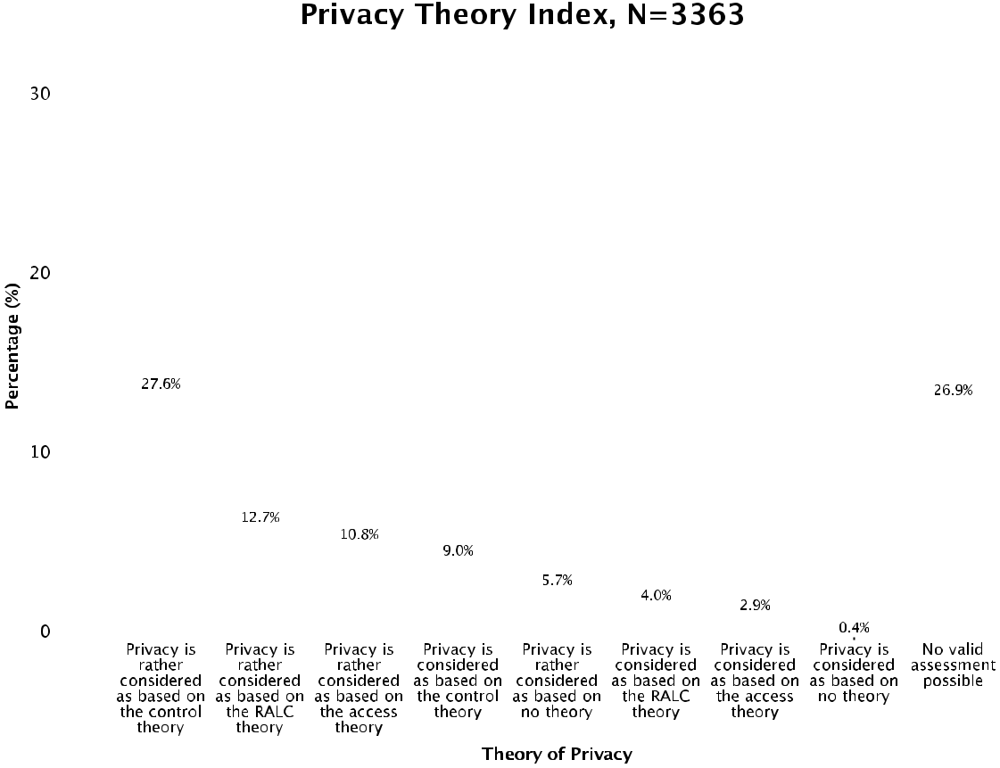 Privacy Theory Index, N=3363
30
20
10
0
Percentage (%)
27.6%
12.7%
10.8%
9.0%
5.7%
4.0%
2.9%
0.4%
26.9%
Privacy is
rather
considered
as based on
the control
theory
Privacy is
rather
considered
as based on
the RALC
theory
Privacy is
rather
considered
as based on
the access
theory
Privacy is
considered
as based on
the control
theory
Privacy is
rather
considered
as based on
no theory
Privacy is
considered
as based on
the RALC
theory
Privacy is
considered
as based on
the access
theory
Privacy is
considered
as based on
no theory
No valid
assessment
possible
Theory of Privacy